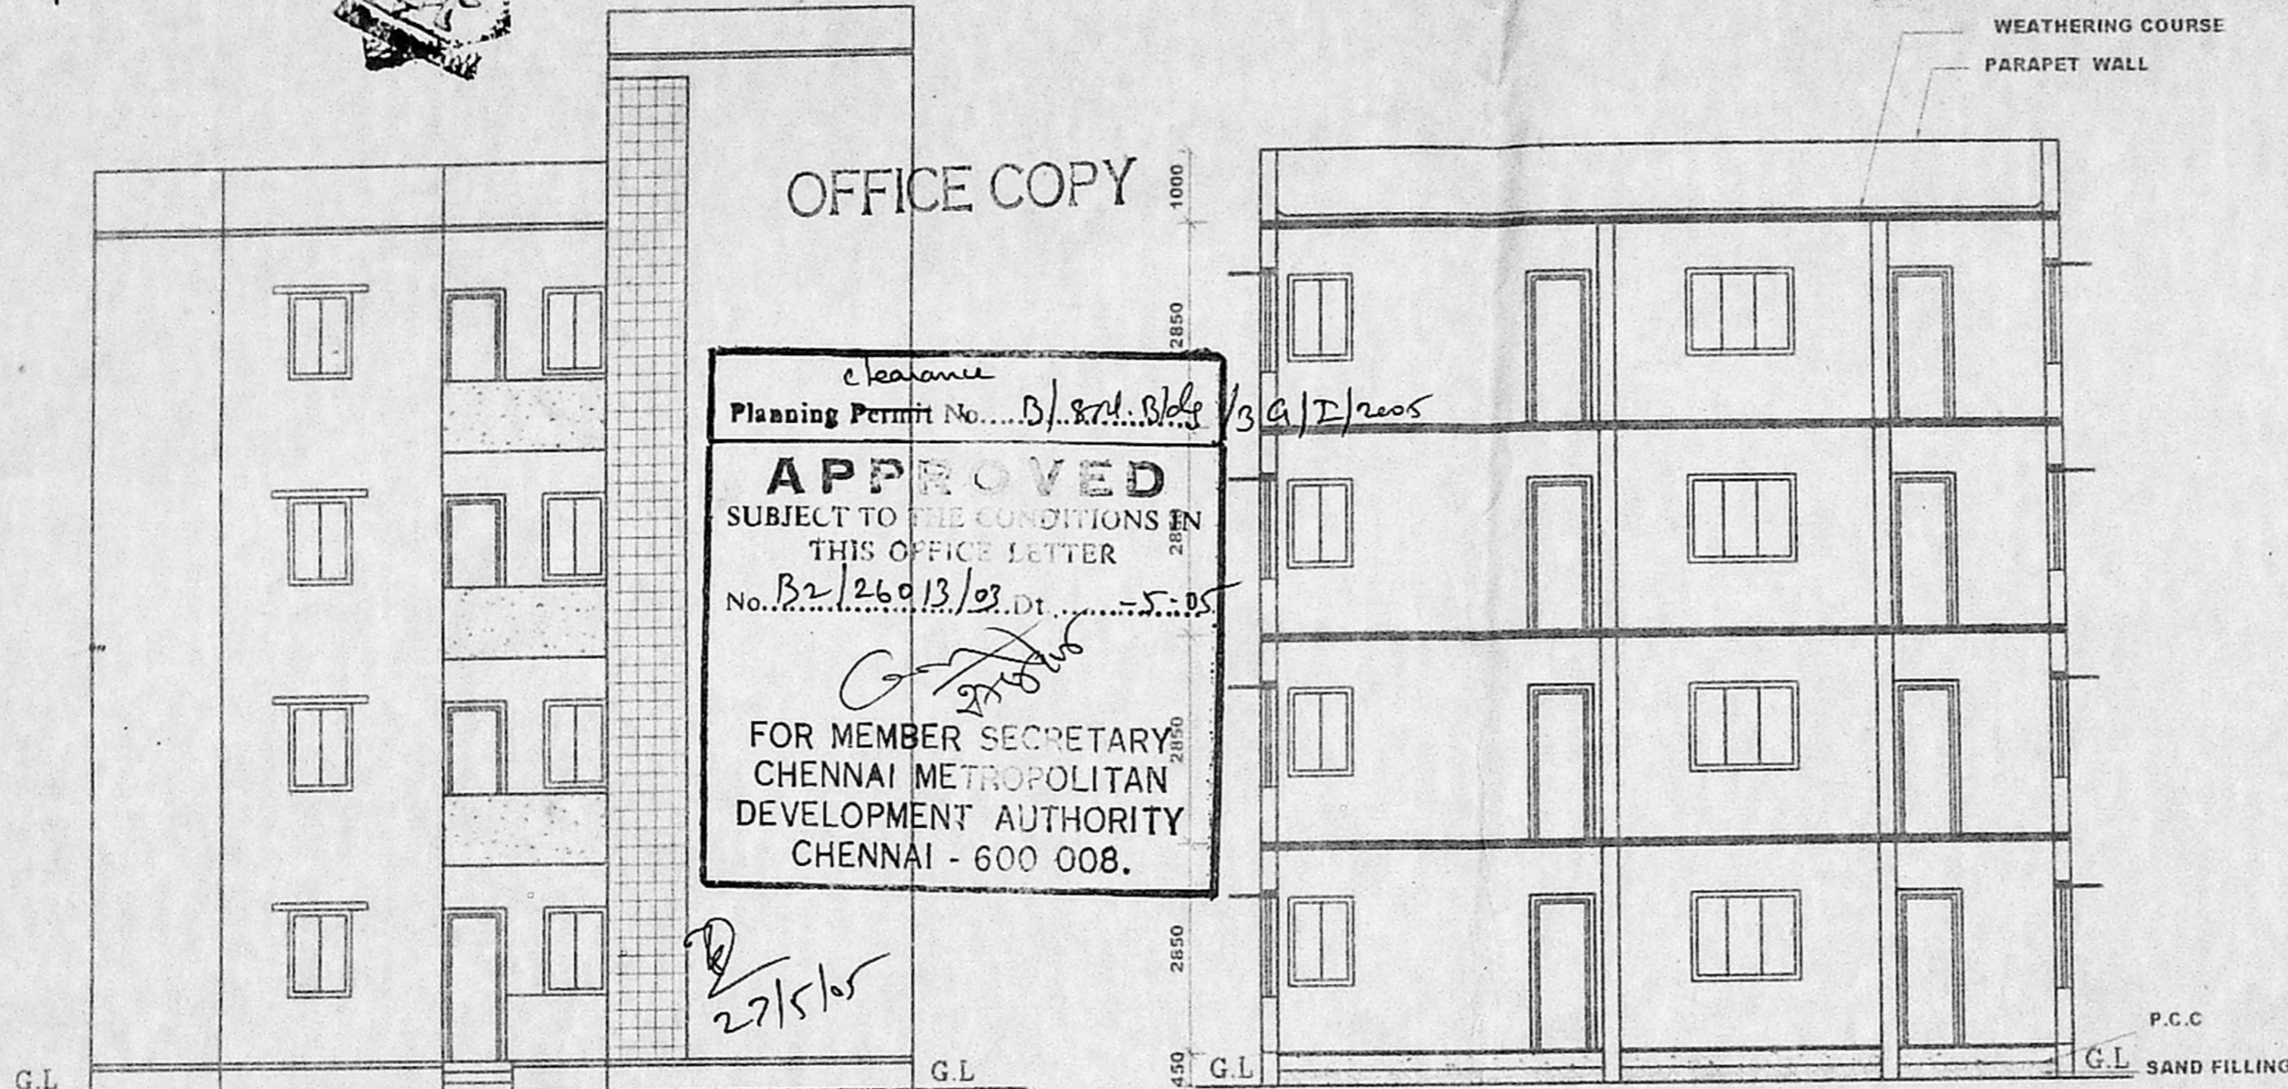 WEATHERING COURSE
PARAPET WALL
OFFICE COPY
1000
2850
clearance
Planning Permit No.....B/.Spl. Bldg/3 G/I/2005
APPROVED
SUBJECT TO THE CONDITIONS IN
THIS OFFICE LETTER
2850
No. B2/26013/03 Dt. -5-05
FOR MEMBER SECRETARY
2850
CHENNAI METROPOLITAN
DEVELOPMENT AUTHORITY
CHENNAI - 600 008.
2850
27/5/05
P.C.C
450
G.L
G.L
G.L
G.L
SAND FILLING